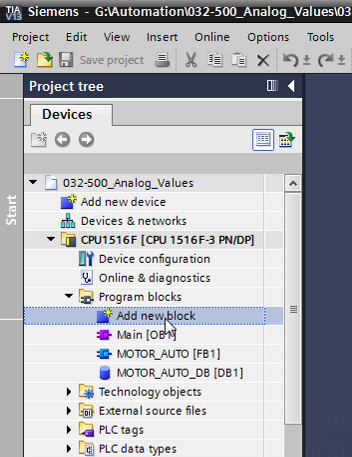 TIA V13 Siemens - G:\Automation\032-500_Analog_Values\03
Project Edit View Insert Online Options Tools
Save project
Project tree
Devices
Start
032-500_Analog_Values
Add new device
Devices & networks
CPU1516F [CPU 1516F-3 PN/DP]
Device configuration
Online & diagnostics
Program blocks
Add new block
Main [OB1]
MOTOR_AUTO [FB1]
MOTOR_AUTO_DB [DB1]
Technology objects
External source files
PLC tags
PLC data types